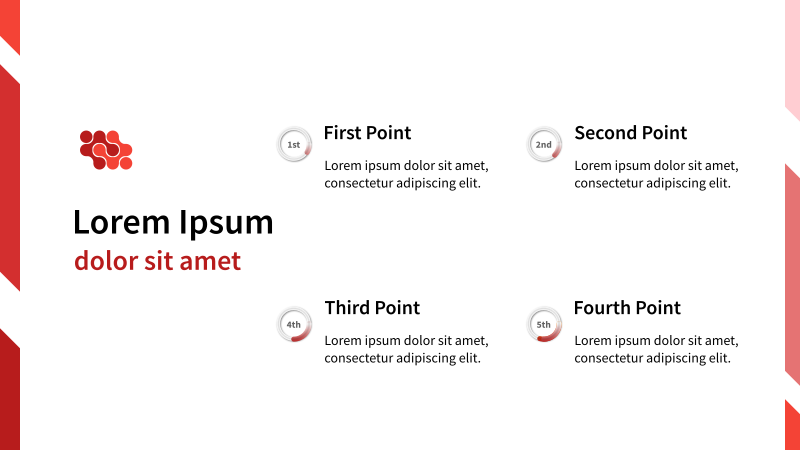 Lorem Ipsum
dolor sit amet
1st
First Point
Lorem ipsum dolor sit amet,
consectetur adipiscing elit.
2nd
Second Point
Lorem ipsum dolor sit amet,
consectetur adipiscing elit.
4th
Third Point
Lorem ipsum dolor sit amet,
consectetur adipiscing elit.
5th
Fourth Point
Lorem ipsum dolor sit amet,
consectetur adipiscing elit.